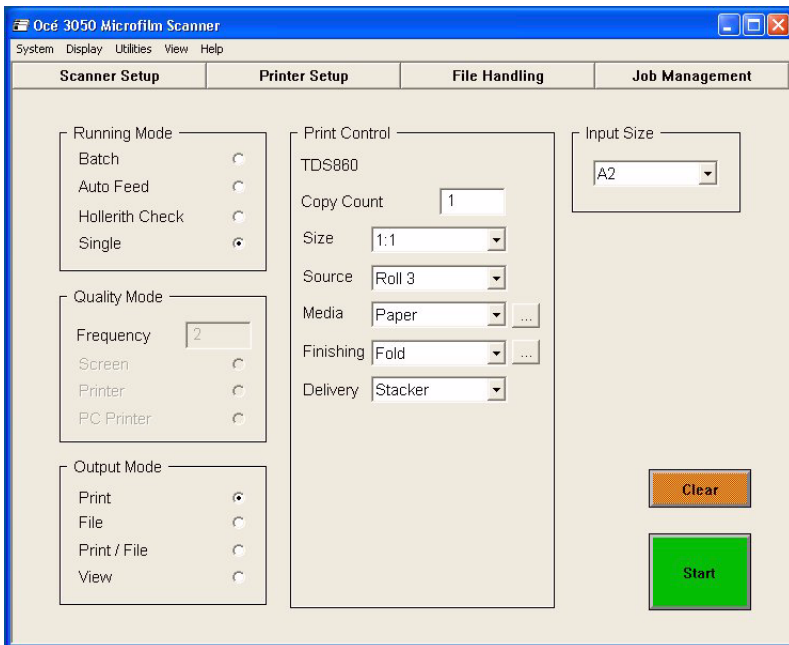 Océ 3050 Microfilm Scanner
System Display Utilities View Help
Scanner Setup Printer Setup File Handling Job Management
Running Mode
Batch
Auto Feed
Hollerith Check
Single
Quality Mode
Frequency 2
Screen
Printer
PC Printer
Output Mode
Print
File
Print / File
View
Print Control
TDS860
Copy Count 1
Size 1:1
Source Roll 3
Media Paper ...
Finishing Fold ...
Delivery Stacker
Input Size
A2
Clear
Start